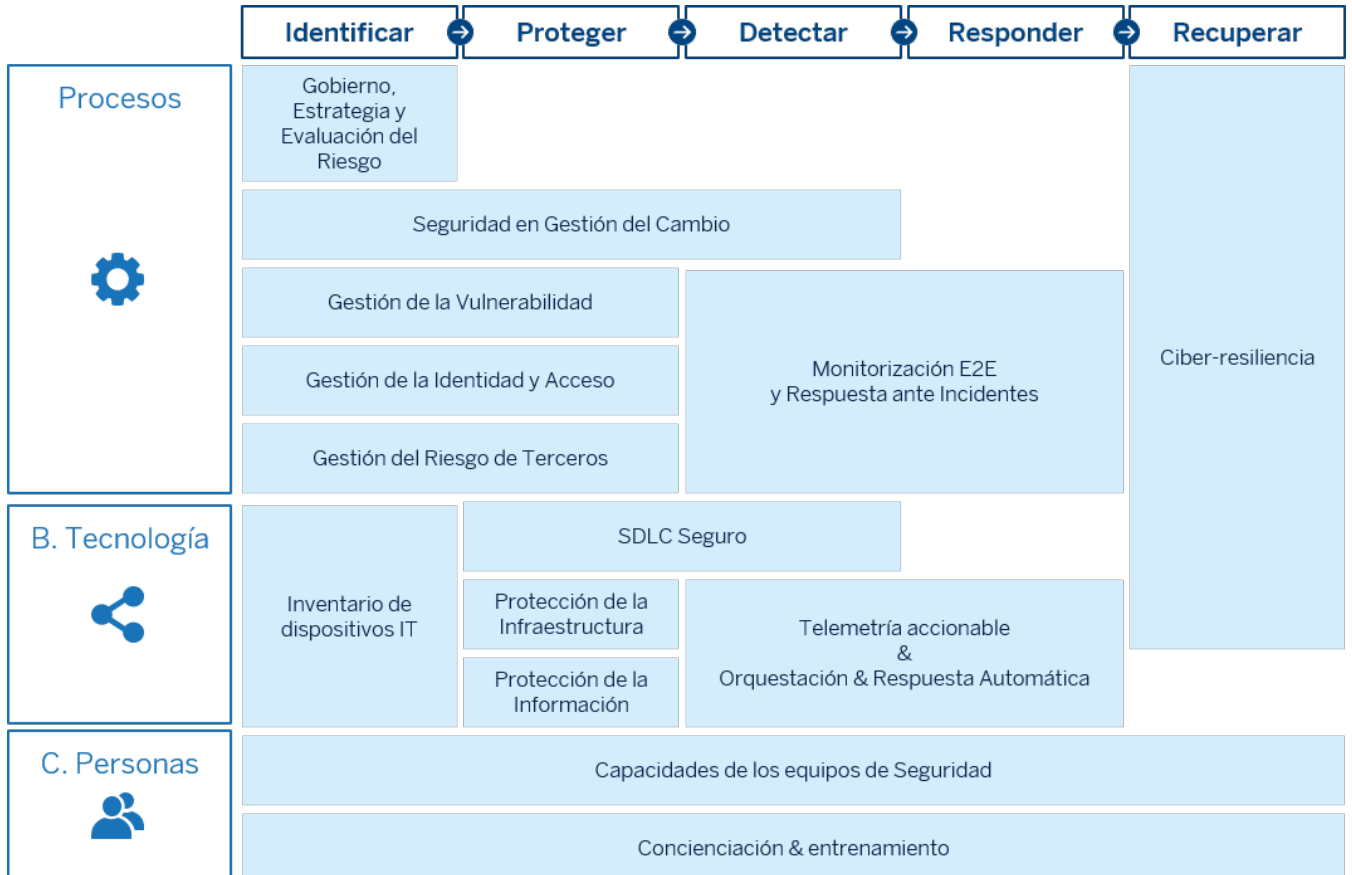 Identificar
Proteger
Detectar
Responder
Recuperar
Procesos
Gobierno,
Estrategia y
Evaluación del
Riesgo
Seguridad en Gestión del Cambio
Gestión de la Vulnerabilidad
Gestión de la Identidad y Acceso
Gestión del Riesgo de Terceros
Monitorización E2E
y Respuesta ante Incidentes
Ciber-resiliencia
B. Tecnología
Inventario de
dispositivos IT
SDLC Seguro
Protección de la
Infraestructura
Protección de la
Información
Telemetría accionable
&
Orquestación & Respuesta Automática
C. Personas
Capacidades de los equipos de Seguridad
Concienciación & entrenamiento